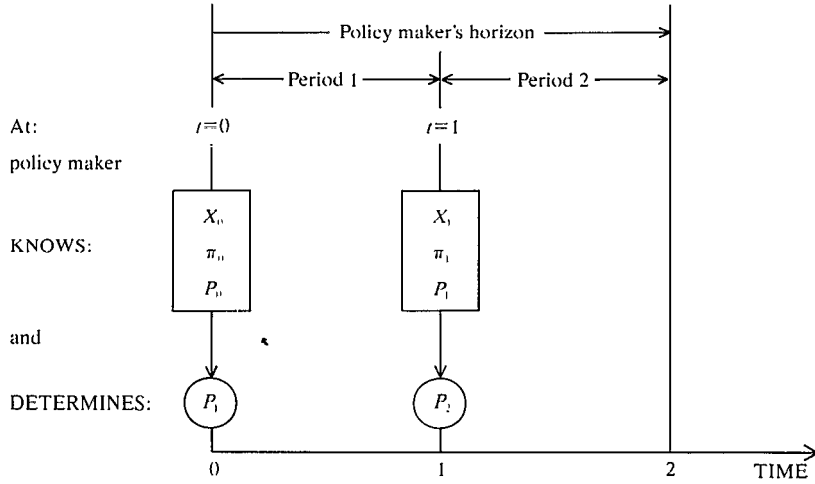 Policy maker's horizon
Period 1 Period 2
At: t=0 t=1
policy maker
X₀ X₁
KNOWS: π₀ π₁
P₀ P₁
and
DETERMINES: P₁ P₂
0 1 2 TIME